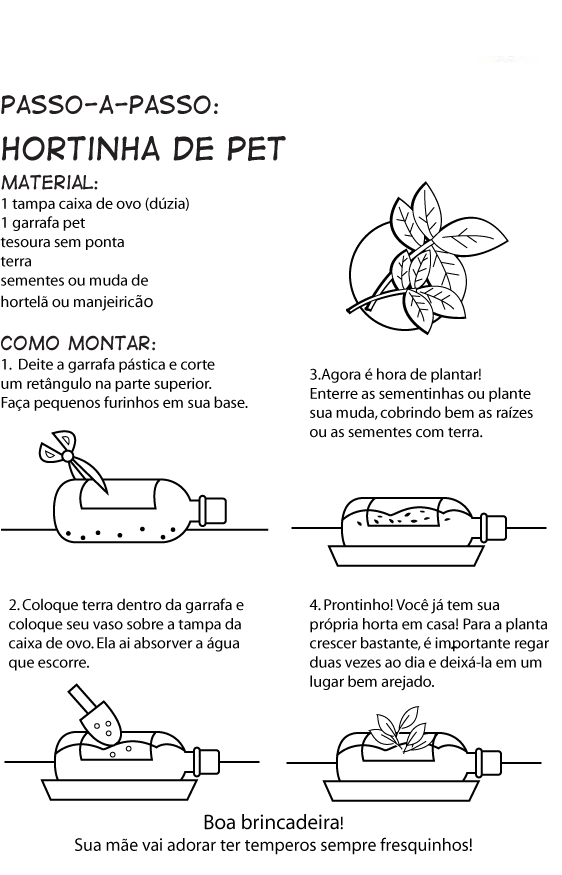 PASSO-A-PASSO:
HORTINHA DE PET
MATERIAL:
1 tampa caixa de ovo (dúzia)
1 garrafa pet
tesoura sem ponta
terra
sementes ou muda de
hortelã ou manjeiricão
COMO MONTAR:
1. Deite a garrafa pástica e corte
um retângulo na parte superior.
Faça pequenos furinhos em sua base.
2. Coloque terra dentro da garrafa e
coloque seu vaso sobre a tampa da
caixa de ovo. Ela ai absorver a água
que escorre.
3.Agora é hora de plantar!
Enterre as sementinhas ou plante
sua muda, cobrindo bem as raízes
ou as sementes com terra.
4. Prontinho! Você já tem sua
própria horta em casa! Para a planta
crescer bastante, é importante regar
duas vezes ao dia e deixá-la em um
lugar bem arejado.
Boa brincadeira!
Sua mãe vai adorar ter temperos sempre fresquinhos!